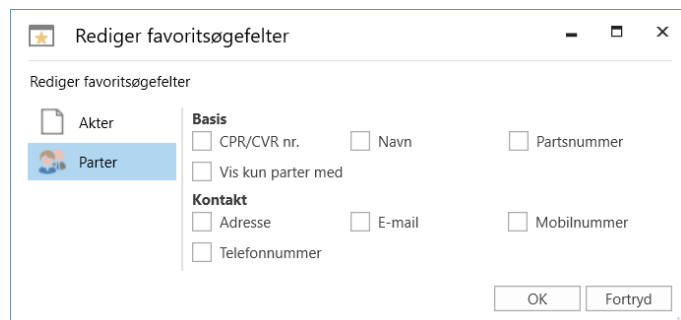 Rediger favoritsøgefelter
Rediger favoritsøgefelter
Akter
Parter
Basis
CPR/CVR nr. Navn Partsnummer
Vis kun parter med
Kontakt
Adresse E-mail Mobilnummer
Telefonnummer
OK Fortryd